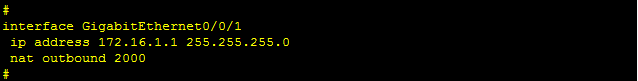 #
interface GigabitEthernet0/0/1
 ip address 172.16.1.1 255.255.255.0
 nat outbound 2000
#